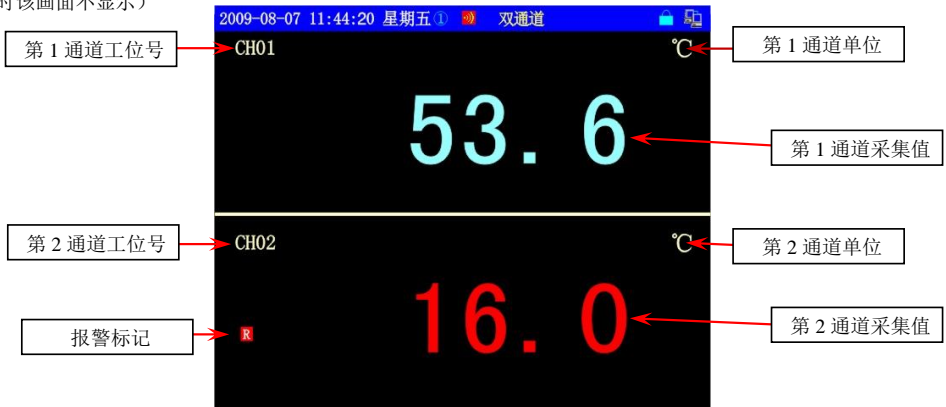 时该画面不显示）
2009-08-07 11:44:20 星期五① 双通道
第 1 通道工位号
CH01
℃
第 1 通道单位
53. 6
第 1 通道采集值
第 2 通道工位号
CH02
℃
第 2 通道单位
报警标记
R
16. 0
第 2 通道采集值